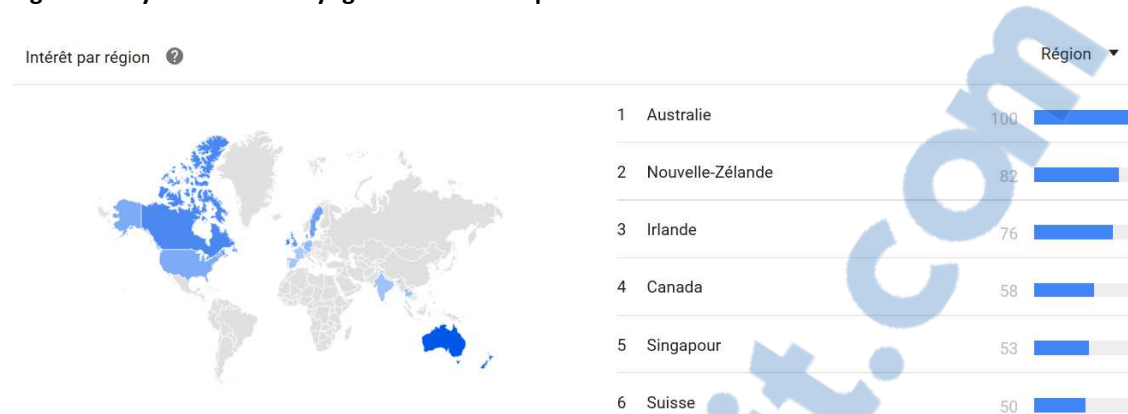 Intérêt par région ?
Région
1 Australie 100
2 Nouvelle-Zélande 82
3 Irlande 76
4 Canada 58
5 Singapour 53
6 Suisse 50
.com